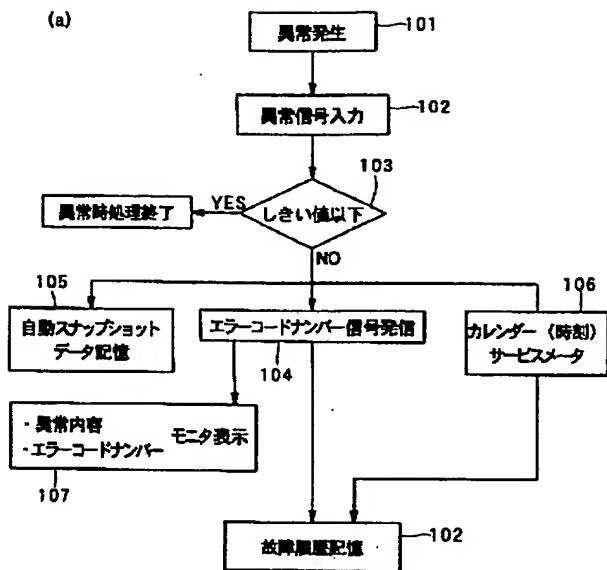 (a)
異常発生
101
異常信号入力
102
103
しきい値以下
YES
異常時処理終了
NO
105
自動スナップショット
データ記憶
エラーコードナンバー信号発信
104
106
カレンダー（時刻）
サービスメータ
・異常内容
・エラーコードナンバー
モニタ表示
107
故障履歴記憶
102